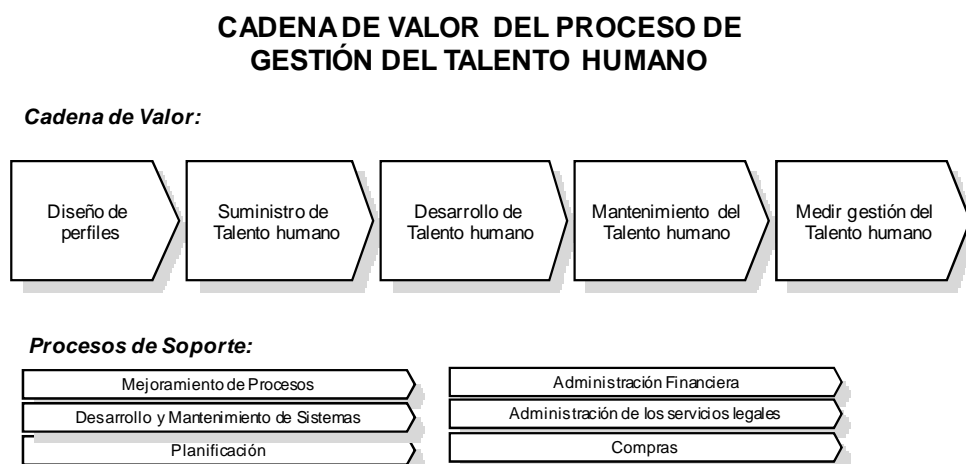 CADENA DE VALOR DEL PROCESO DE
GESTIÓN DEL TALENTO HUMANO
Cadena de Valor:
Diseño de
perfiles
Suministro de
Talento humano
Desarrollo de
Talento humano
Mantenimiento del
Talento humano
Medir gestión del
Talento humano
Procesos de Soporte:
Mejoramiento de Procesos
Desarrollo y Mantenimiento de Sistemas
Planificación
Administración Financiera
Administración de los servicios legales
Compras